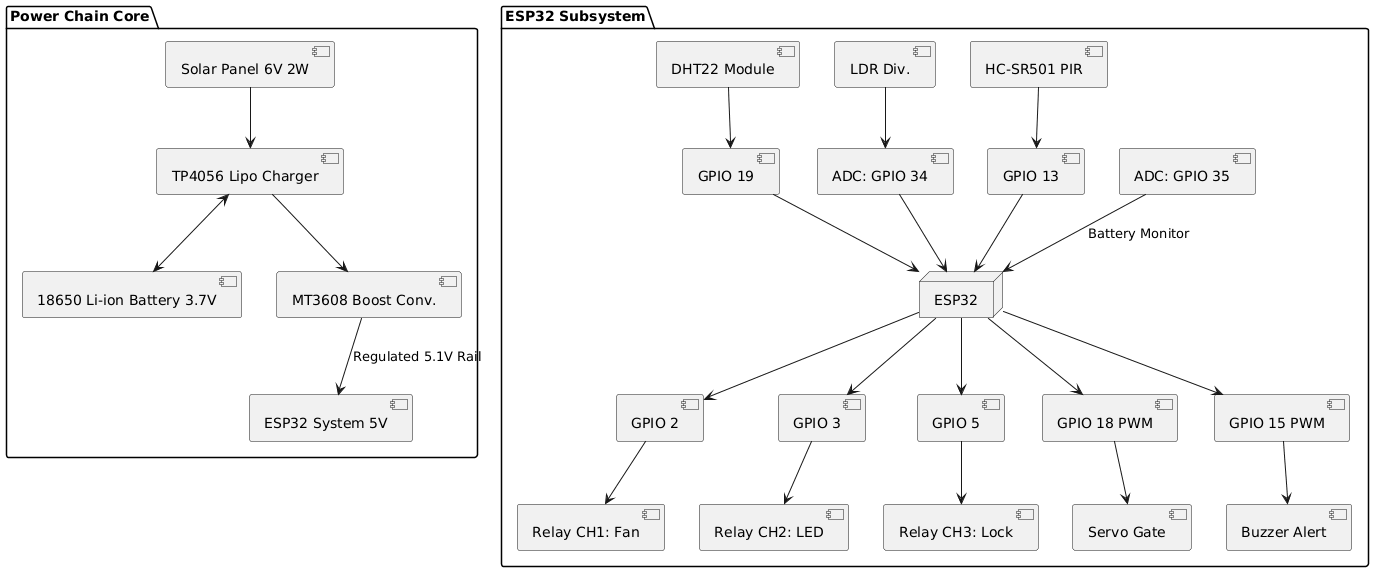 Power Chain Core
Solar Panel 6V 2W
TP4056 Lipo Charger
18650 Li-ion Battery 3.7V
MT3608 Boost Conv.
Regulated 5.1V Rail
ESP32 System 5V
ESP32 Subsystem
DHT22 Module
LDR Div.
HC-SR501 PIR
GPIO 19
ADC: GPIO 34
GPIO 13
ADC: GPIO 35
Battery Monitor
ESP32
GPIO 2
GPIO 3
GPIO 5
GPIO 18 PWM
GPIO 15 PWM
Relay CH1: Fan
Relay CH2: LED
Relay CH3: Lock
Servo Gate
Buzzer Alert